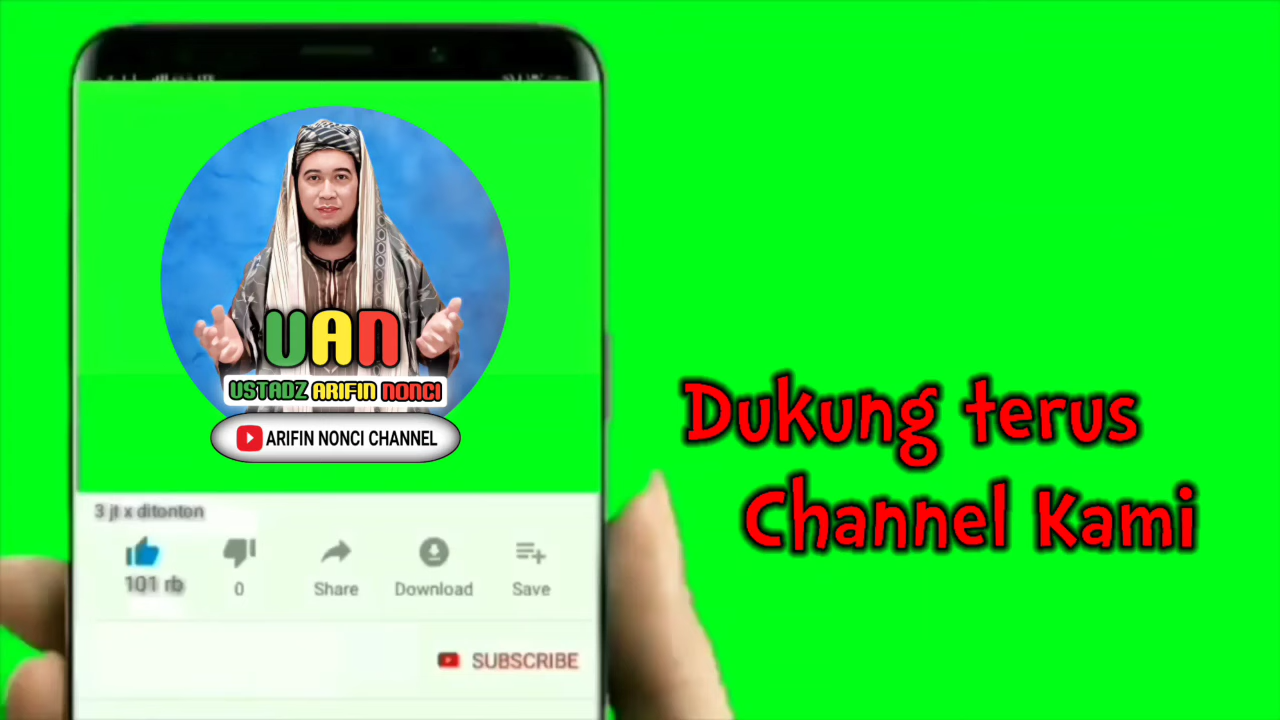 UAN
USTADZ ARIFIN NONCI
ARIFIN NONCI CHANNEL
3 jt x ditonton
101 rb
0
Share
Download
Save
SUBSCRIBE
Dukung terus
Channel Kami